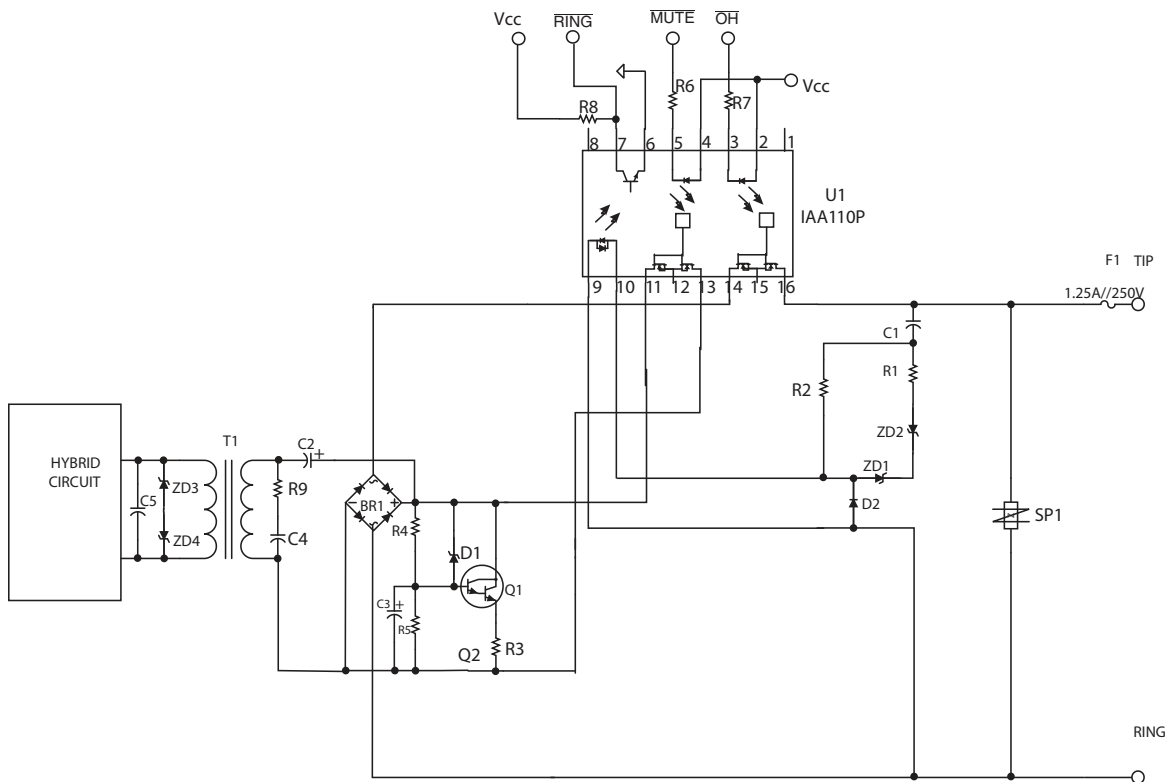 Vcc
RING
MUTE
OH
R6
R7
Vcc
R8
8
7
6
5
4
3
2
1
U1
IAA110P
9
10
11
12
13
14
15
16
F1
TIP
1.25A//250V
C1
R1
R2
ZD2
ZD1
D2
SP1
HYBRID
CIRCUIT
C5
ZD3
ZD4
T1
R9
C4
C2
+
BR1
–
+
R4
D1
Q1
C3
+
R5
Q2
R3
RING